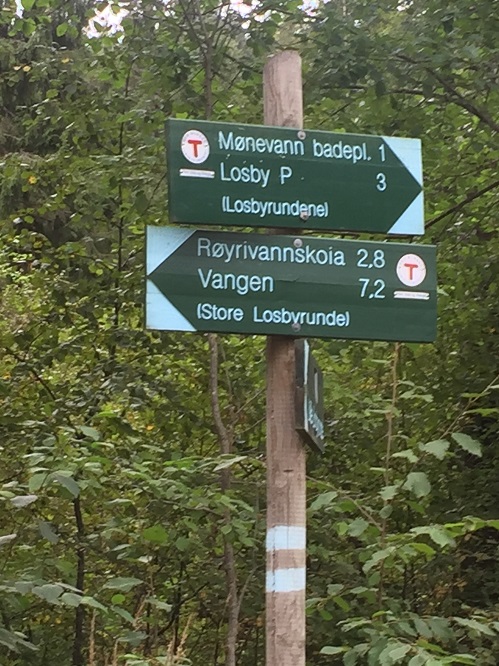 T
Mønevann badepl. 1
Losby P 3
(Losbyrundene)
Røyrivannskoia 2,8
Vangen 7,2
(Store Losbyrunde)
T